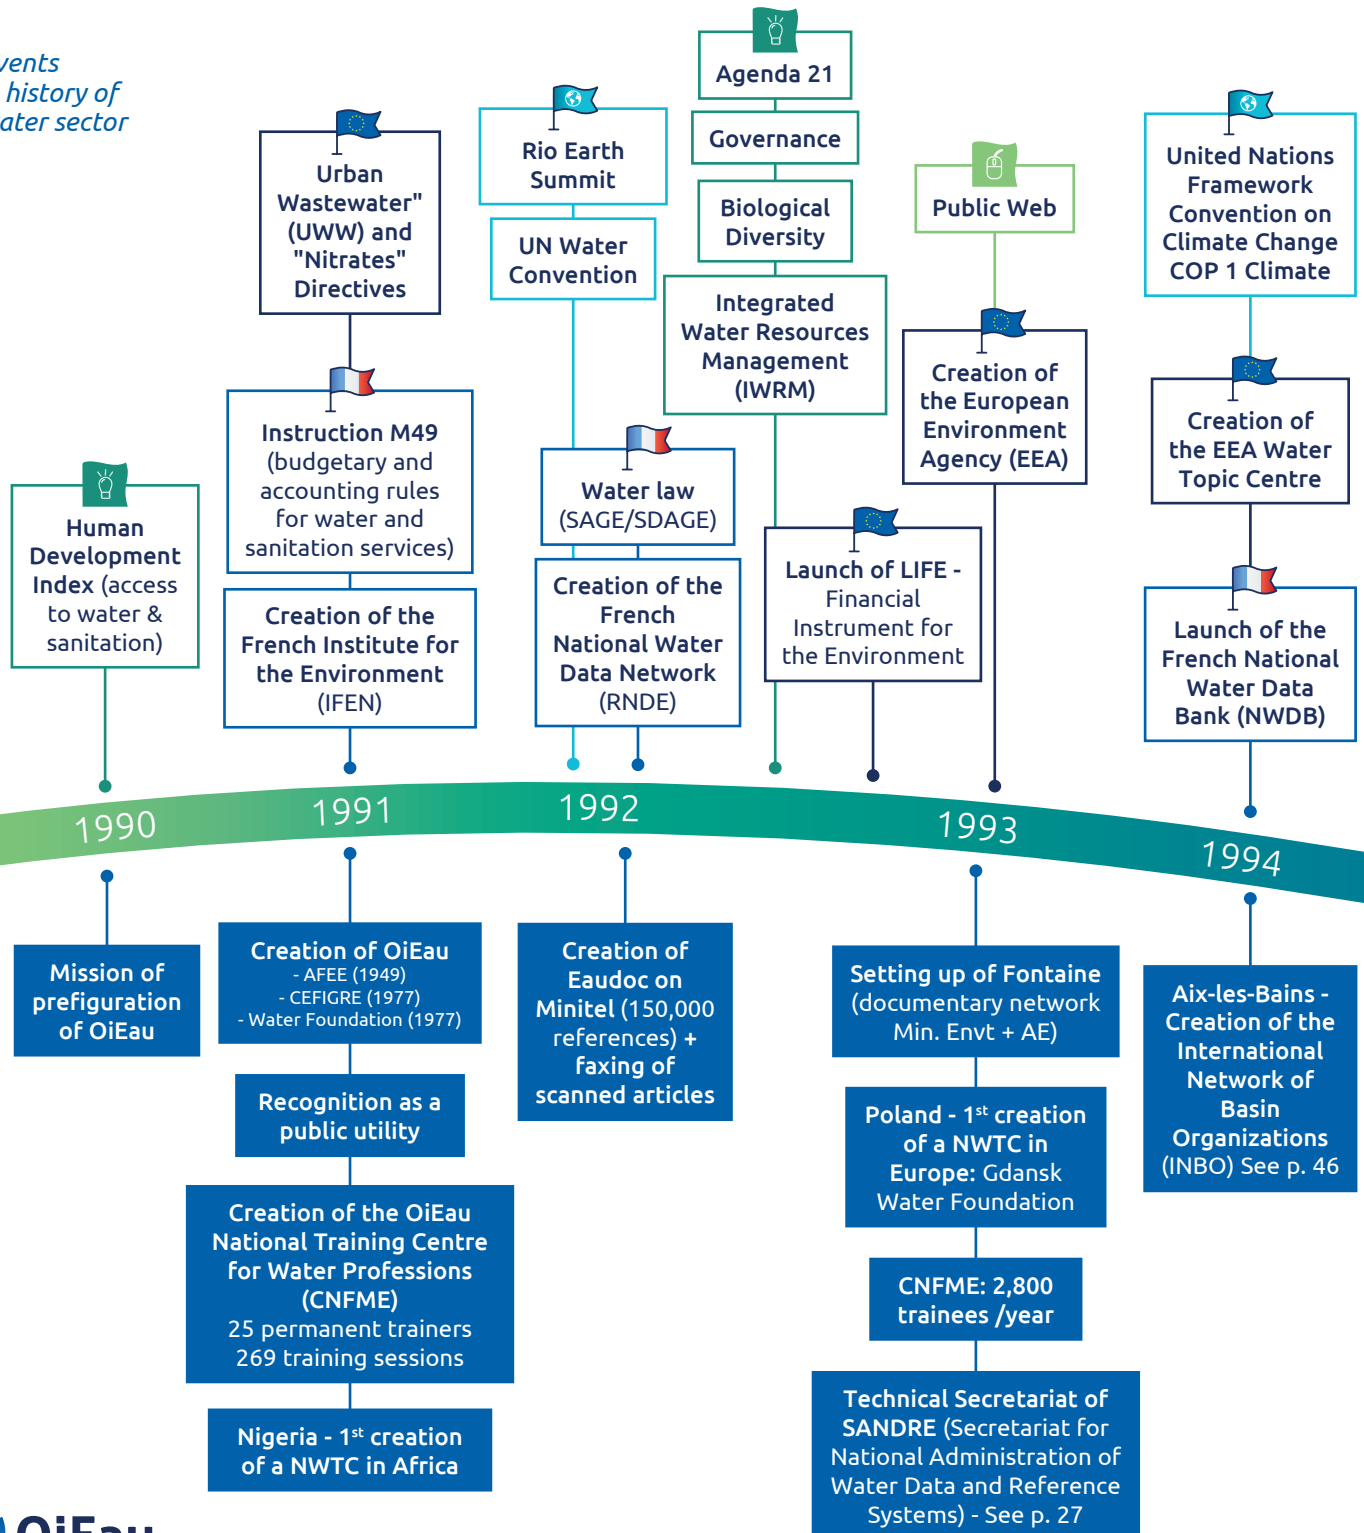 vents
history of
ater sector
Human
Development
Index (access
to water &
sanitation)
Urban
Wastewater"
(UWW) and
"Nitrates"
Directives
Instruction M49
(budgetary and
accounting rules
for water and
sanitation services)
Creation of the
French Institute for
the Environment
(IFEN)
Rio Earth
Summit
UN Water
Convention
Water law
(SAGE/SDAGE)
Creation of the
French
National Water
Data Network
(RNDE)
Agenda 21
Governance
Biological
Diversity
Integrated
Water Resources
Management
(IWRM)
Launch of LIFE -
Financial
Instrument for
the Environment
Public Web
Creation of
the European
Environment
Agency (EEA)
United Nations
Framework
Convention on
Climate Change
COP 1 Climate
Creation of
the EEA Water
Topic Centre
Launch of the
French National
Water Data
Bank (NWDB)
1990
1991
1992
1993
1994
Mission of
prefiguration
of OiEau
Creation of OiEau
- AFEE (1949)
- CEFIGRE (1977)
- Water Foundation (1977)
Recognition as a
public utility
Creation of the OiEau
National Training Centre
for Water Professions
(CNFME)
25 permanent trainers
269 training sessions
Nigeria - 1st creation
of a NWTC in Africa
Creation of
Eaudoc on
Minitel (150,000
references) +
faxing of
scanned articles
Setting up of Fontaine
(documentary network
Min. Envt + AE)
Poland - 1st creation
of a NWTC in
Europe: Gdansk
Water Foundation
CNFME: 2,800
trainees /year
Technical Secretariat of
SANDRE (Secretariat for
National Administration of
Water Data and Reference
Systems) - See p. 27
Aix-les-Bains -
Creation of the
International
Network of
Basin
Organizations
(INBO) See p. 46
OiEau